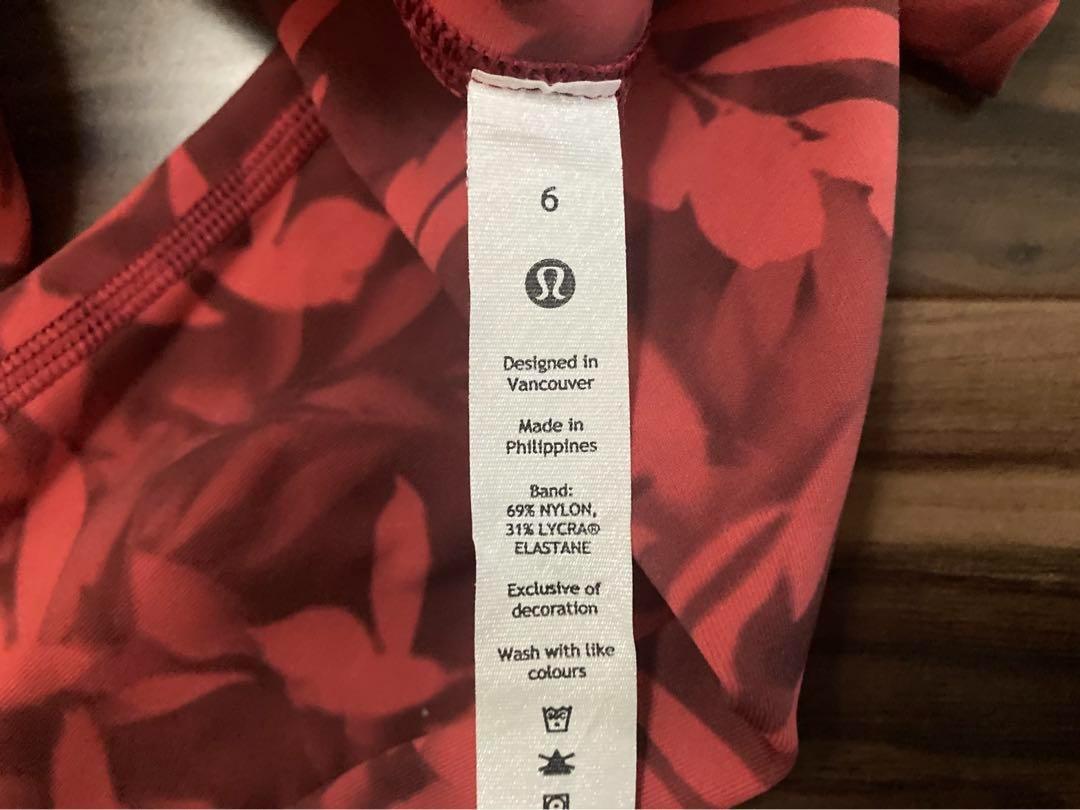 6
Designed in
Vancouver
Made in
Philippines
Band:
69% NYLON,
31% LYCRA®
ELASTANE
Exclusive of
decoration
Wash with like
colours